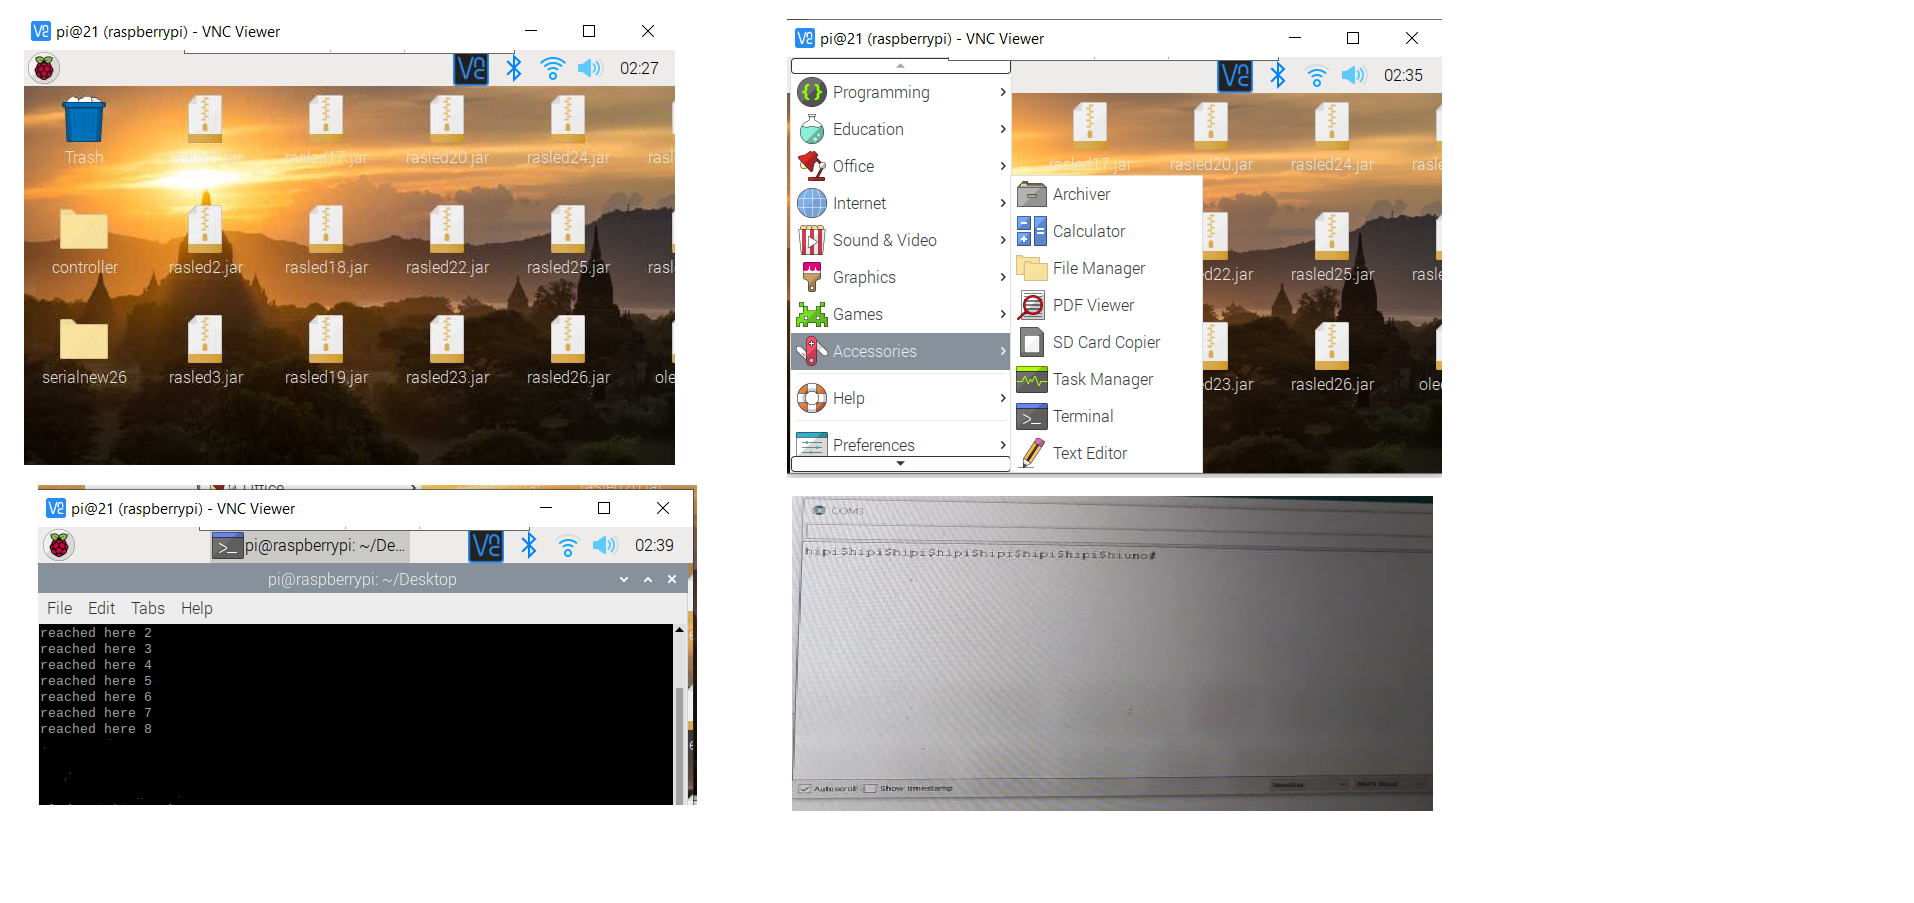 pi@21 (raspberrypi) - VNC Viewer
02:27
Trash
rasled17.jar
rasled20.jar
rasled24.jar
rasl
controller
rasled2.jar
rasled18.jar
rasled22.jar
rasled25.jar
rasl
serialnew26
rasled3.jar
rasled19.jar
rasled23.jar
rasled26.jar
ole
pi@21 (raspberrypi) - VNC Viewer
02:35
Programming
Education
Office
Internet
Sound & Video
Graphics
Games
Accessories
Help
Preferences
rasled17.jar
rasled20.jar
rasled24.jar
rasle
Archiver
Calculator
File Manager
PDF Viewer
SD Card Copier
Task Manager
Terminal
Text Editor
d22.jar
rasled25.jar
rasle
d23.jar
rasled26.jar
oled
pi@21 (raspberrypi) - VNC Viewer
pi@raspberrypi: ~/De...
02:39
pi@raspberrypi: ~/Desktop
File Edit Tabs Help
reached here 2
reached here 3
reached here 4
reached here 5
reached here 6
reached here 7
reached here 8
COM3
hipi$hipi$hipi$hipi$hipi$hipi$hipi$hiuno#
Autoscroll
Show timestamp